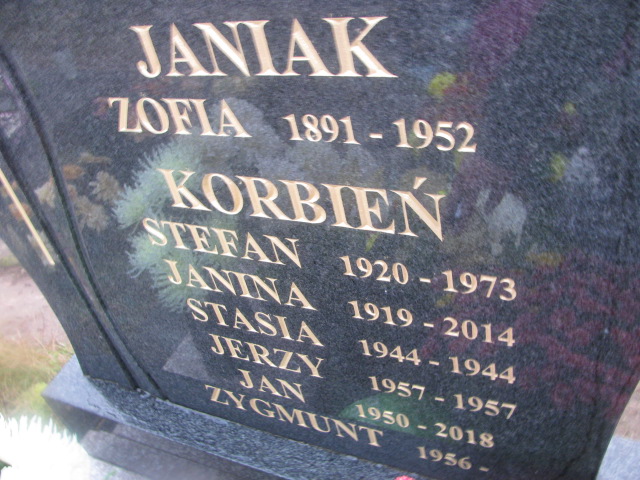 JANIAK
ZOFIA 1891 - 1952
KORBIEŃ
STEFAN 1920 - 1973
JANINA 1919 - 2014
STASIA 1944 - 1944
JERZY 1957 - 1957
JAN 1950 - 2018
ZYGMUNT 1956 -